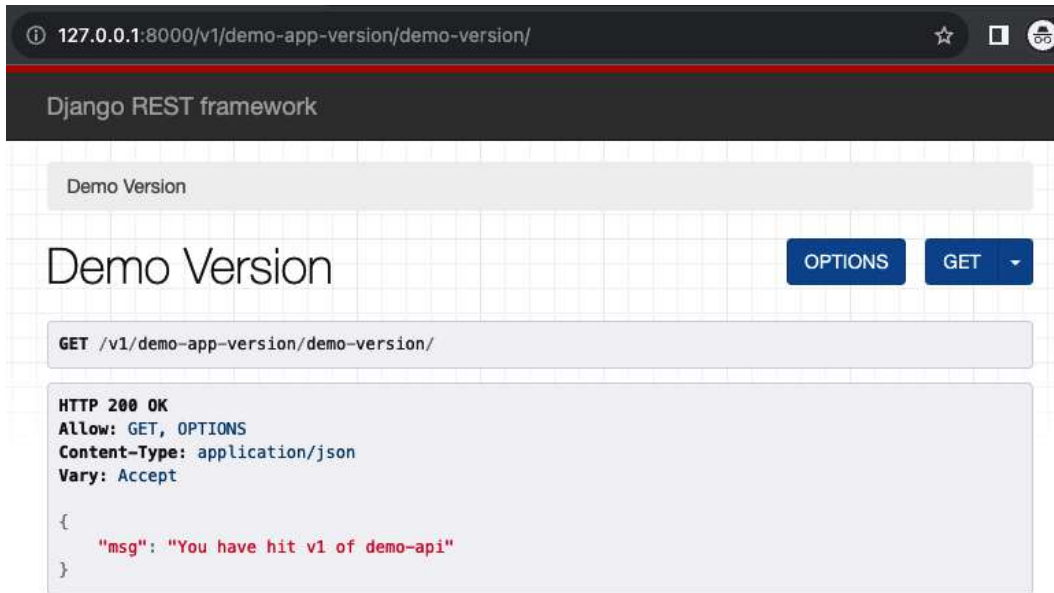 127.0.0.1:8000/v1/demo-app-version/demo-version/
Django REST framework
Demo Version
Demo Version
OPTIONS
GET
GET /v1/demo-app-version/demo-version/
HTTP 200 OK
Allow: GET, OPTIONS
Content-Type: application/json
Vary: Accept
{
"msg": "You have hit v1 of demo-api"
}